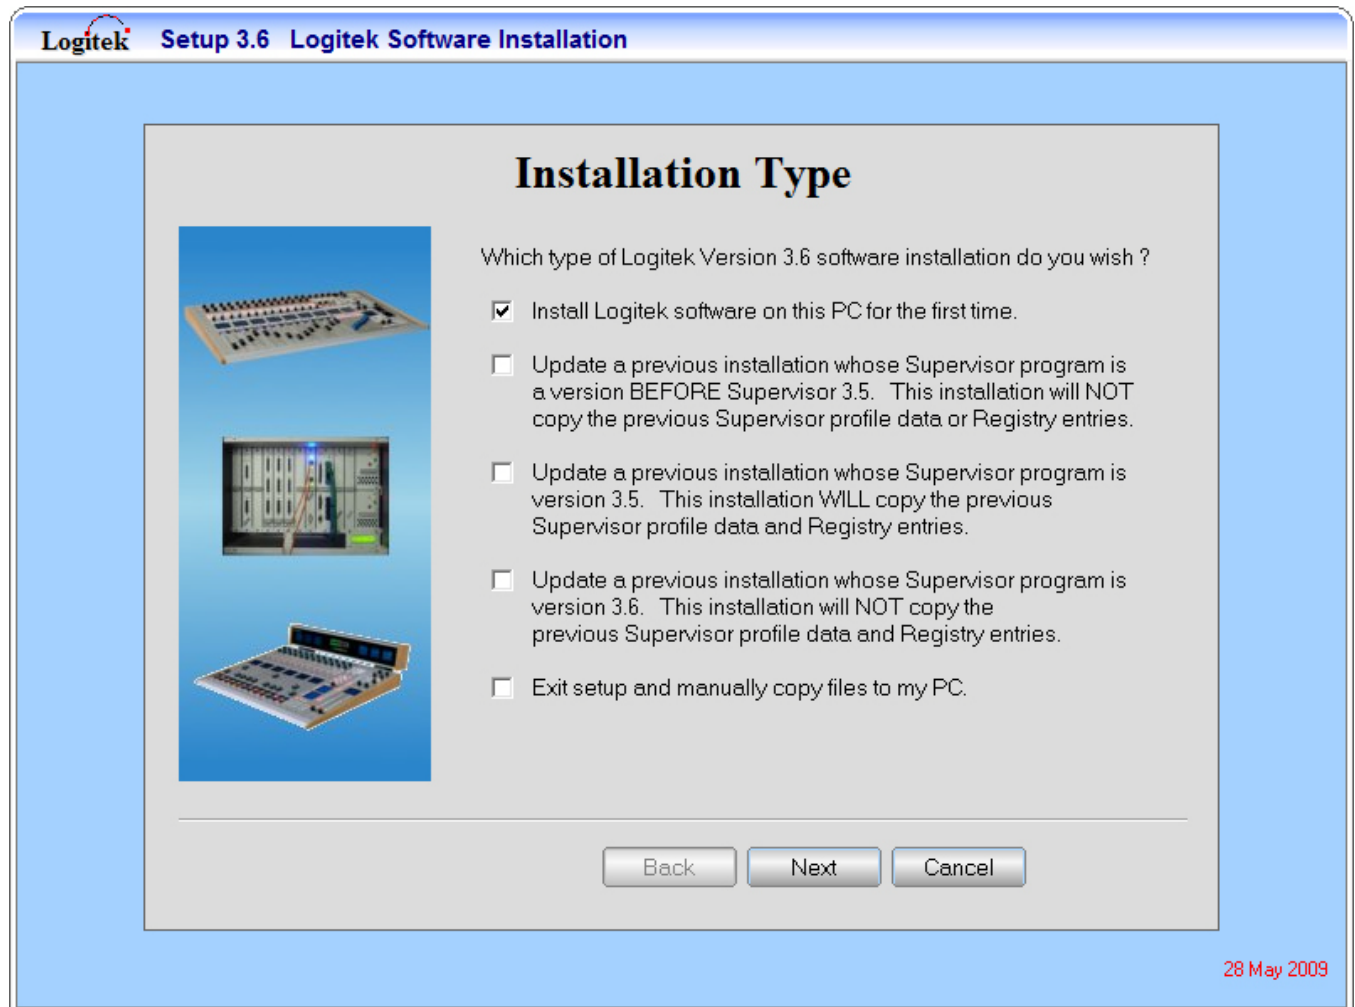 Logitek Setup 3.6 Logitek Software Installation
Installation Type
Which type of Logitek Version 3.6 software installation do you wish ?
Install Logitek software on this PC for the first time.
Update a previous installation whose Supervisor program is
a version BEFORE Supervisor 3.5. This installation will NOT
copy the previous Supervisor profile data or Registry entries.
Update a previous installation whose Supervisor program is
version 3.5. This installation WILL copy the previous
Supervisor profile data and Registry entries.
Update a previous installation whose Supervisor program is
version 3.6. This installation will NOT copy the
previous Supervisor profile data and Registry entries.
Exit setup and manually copy files to my PC.
Back Next Cancel
28 May 2009